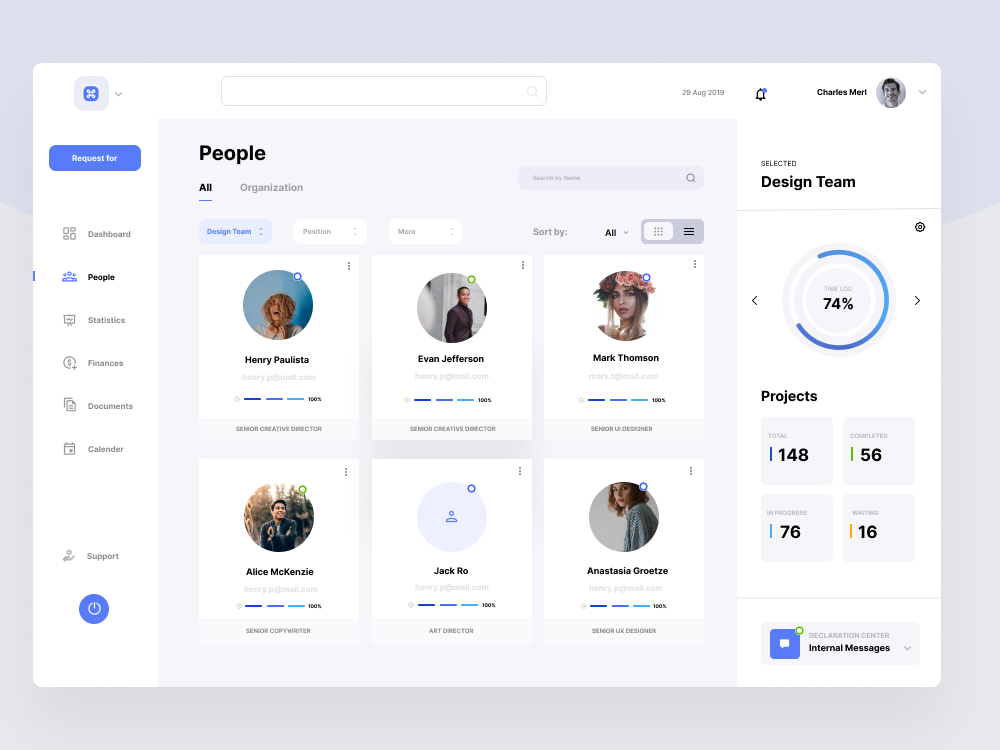 29 Aug 2019
Charles Merl
Request for
Dashboard
People
Statistics
Finances
Documents
Calender
Support
People
All
Organization
Search by Name
Design Team
Position
More
Sort by:
All
Henry Paulista
henry.p@mail.com
100%
SENIOR CREATIVE DIRECTOR
Evan Jefferson
henry.p@mail.com
100%
SENIOR CREATIVE DIRECTOR
Mark Thomson
mark.t@mail.com
100%
SENIOR UI DESIGNER
Alice McKenzie
henry.p@mail.com
100%
SENIOR COPYWRITER
Jack Ro
henry.p@mail.com
100%
ART DIRECTOR
Anastasia Groetze
henry.p@mail.com
100%
SENIOR UX DESIGNER
SELECTED
Design Team
TIME LOG
74%
Projects
TOTAL
148
COMPLETED
56
IN PROGRESS
76
WAITING
16
DECLARATION CENTER
Internal Messages